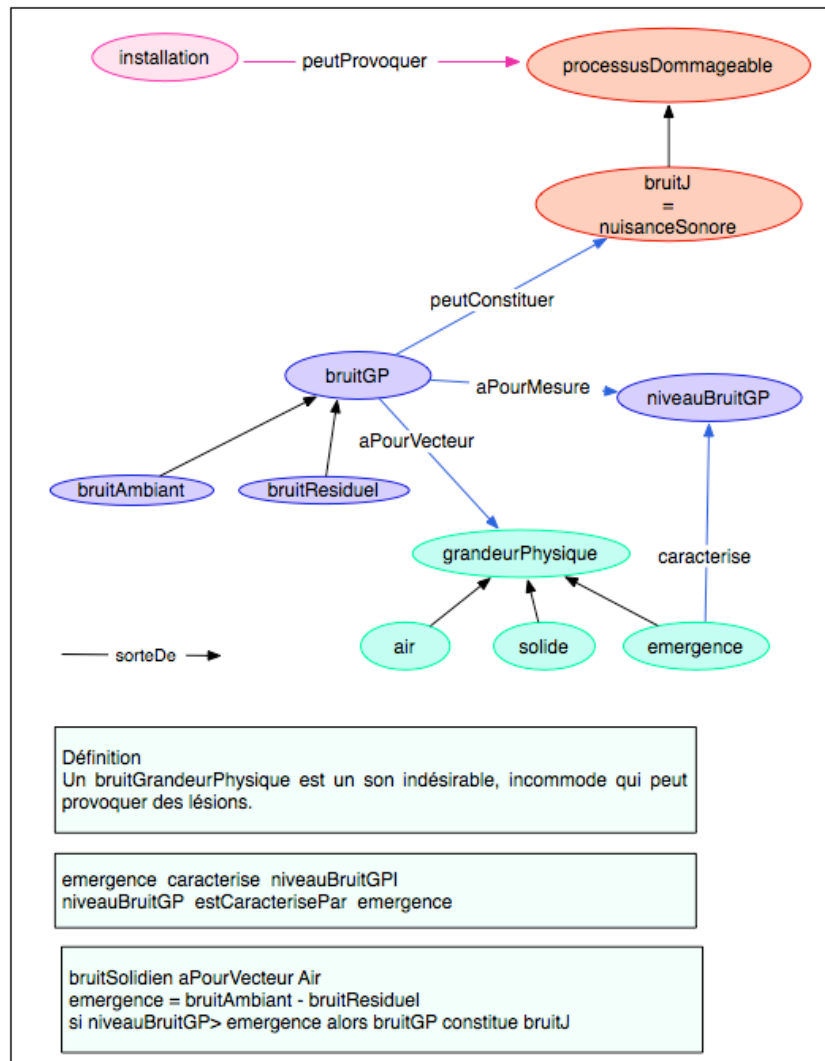 installation
peutProvoquer
processusDommageable
bruitJ
=
nuisanceSonore
peutConstituer
bruitGP
aPourMesure
niveauBruitGP
aPourVecteur
bruitAmbiant
bruitResiduel
grandeurPhysique
caracterise
air
solide
emergence
sorteDe
Définition
Un bruitGrandeurPhysique est un son indésirable, incommode qui peut
provoquer des lésions.
emergence caracterise niveauBruitGPI
niveauBruitGP estCaracterisePar emergence
bruitSolidien aPourVecteur Air
emergence = bruitAmbiant - bruitResiduel
si niveauBruitGP> emergence alors bruitGP constitue bruitJ